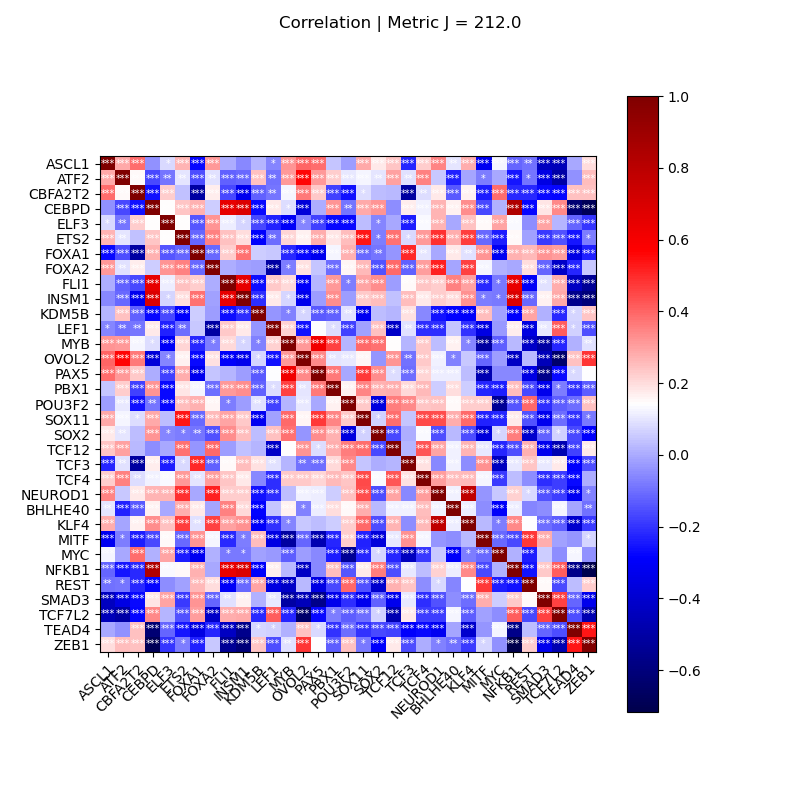 Correlation | Metric J = 212.0
ASCL1
ATF2
CBFA2T2
CEBPD
ELF3
ETS2
FOXA1
FOXA2
FLI1
INSM1
KDM5B
LEF1
MYB
OVOL2
PAX5
PBX1
POU3F2
SOX11
SOX2
TCF12
TCF3
TCF4
NEUROD1
BHLHE40
KLF4
MITF
MYC
NFKB1
REST
SMAD3
TCF7L2
TEAD4
ZEB1
ASCL1
ATF2
CBFA2T2
CEBPD
ELF3
ETS2
FOXA1
FOXA2
FLI1
INSM1
KDM5B
LEF1
MYB
OVOL2
PAX5
PBX1
POU3F2
SOX11
SOX2
TCF12
TCF3
TCF4
NEUROD1
BHLHE40
KLF4
MITF
MYC
NFKB1
REST
SMAD3
TCF7L2
TEAD4
ZEB1
1.0
0.8
0.6
0.4
0.2
0.0
−0.2
−0.4
−0.6